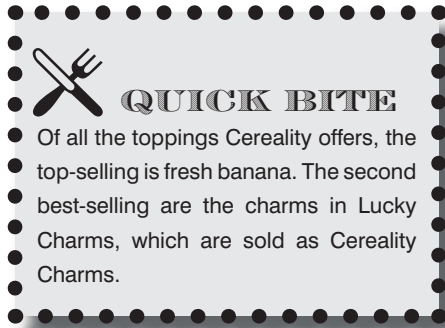 QUICK BITE
Of all the toppings Cereality offers, the
top-selling is fresh banana. The second
best-selling are the charms in Lucky
Charms, which are sold as Cereality
Charms.